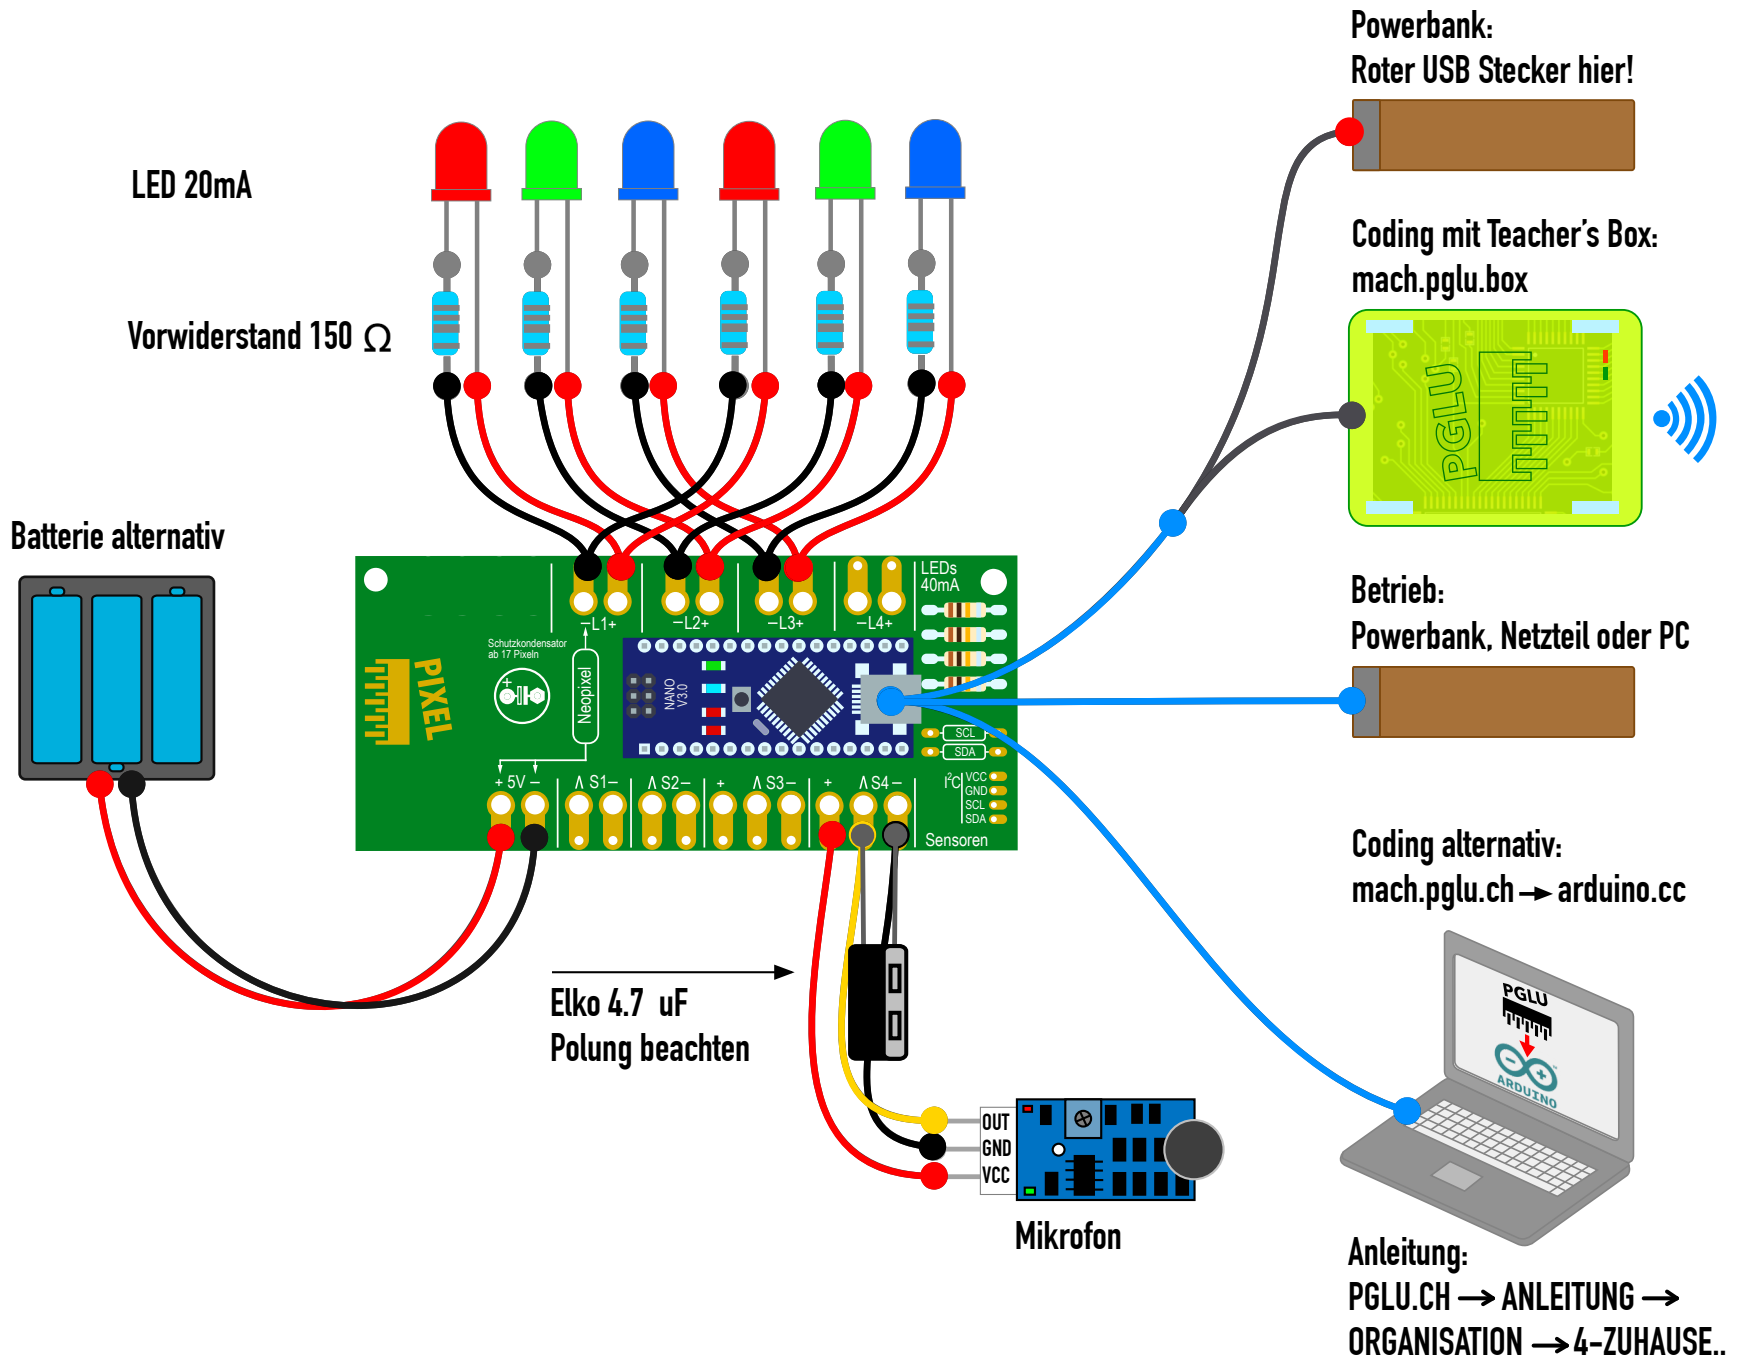 Powerbank:
Roter USB Stecker hier!
LED 20mA
Coding mit Teacher's Box:
mach.pglu.box
Vorwiderstand 150 Ω
PGLU
Batterie alternativ
LEDs
40mA
−L1+
−L2+
−L3+
−L4+
Schutzkondensator
ab 17 Pixeln
+
PIXEL
Neopixel
NANO
V3.0
Betrieb:
Powerbank, Netzteil oder PC
SCL
SDA
I²C
VCC
GND
SCL
SDA
+ 5V −
Λ S1−
Λ S2−
+ Λ S3−
+ Λ S4−
Sensoren
Coding alternativ:
mach.pglu.ch → arduino.cc
Elko 4.7 uF
Polung beachten
PGLU
ARDUINO
OUT
GND
VCC
Mikrofon
Anleitung:
PGLU.CH → ANLEITUNG →
ORGANISATION → 4-ZUHAUSE..